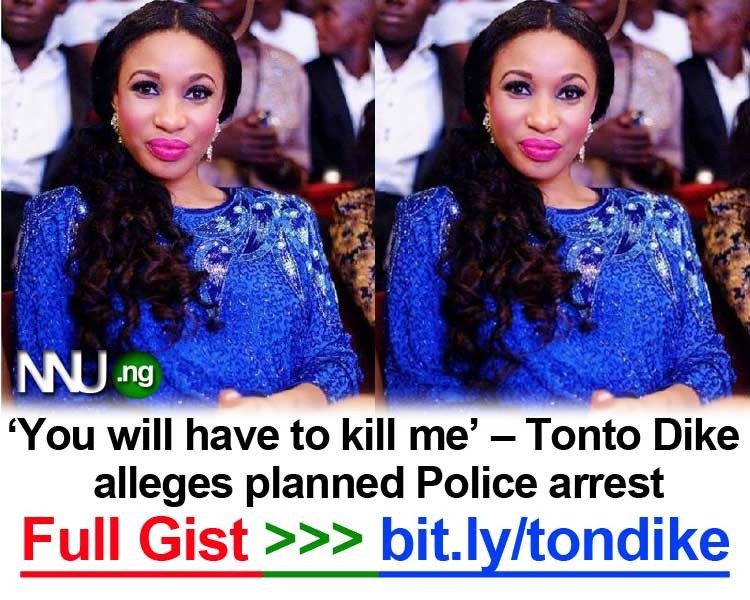 NNU.ng
‘You will have to kill me’ – Tonto Dike
alleges planned Police arrest
Full Gist >>> bit.ly/tondike